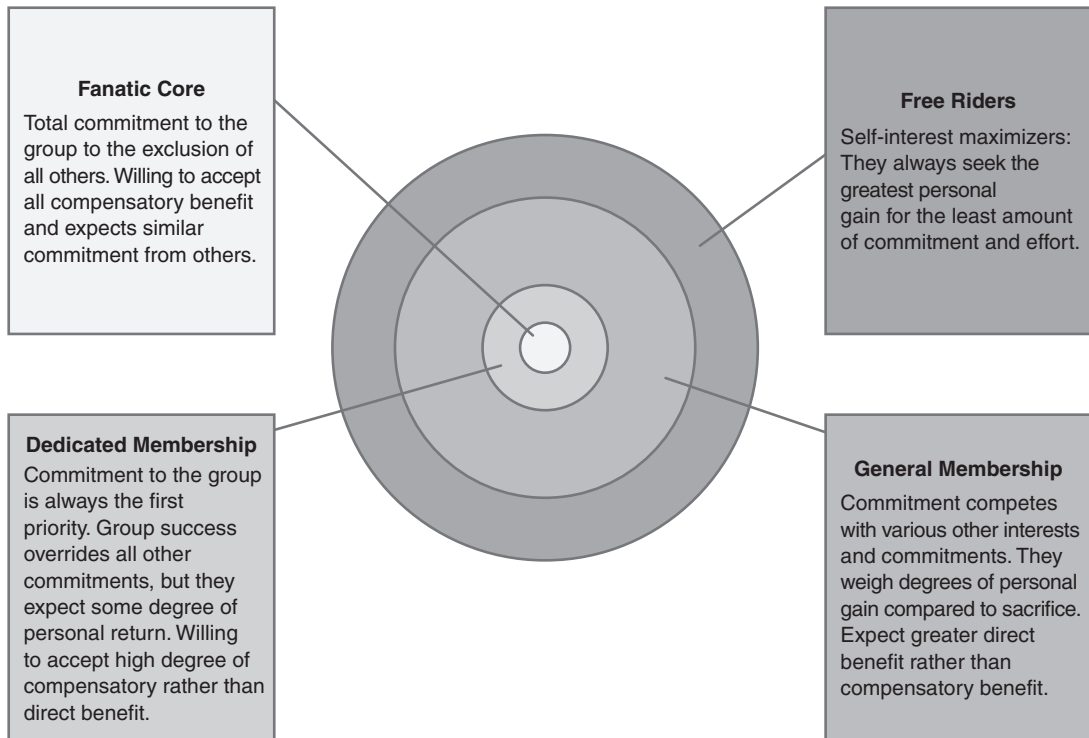 Fanatic Core
Total commitment to the
group to the exclusion of
all others. Willing to accept
all compensatory benefit
and expects similar
commitment from others.
Free Riders
Self-interest maximizers:
They always seek the
greatest personal
gain for the least amount
of commitment and effort.
Dedicated Membership
Commitment to the group
is always the first
priority. Group success
overrides all other
commitments, but they
expect some degree of
personal return. Willing
to accept high degree of
compensatory rather than
direct benefit.
General Membership
Commitment competes
with various other interests
and commitments. They
weigh degrees of personal
gain compared to sacrifice.
Expect greater direct
benefit rather than
compensatory benefit.